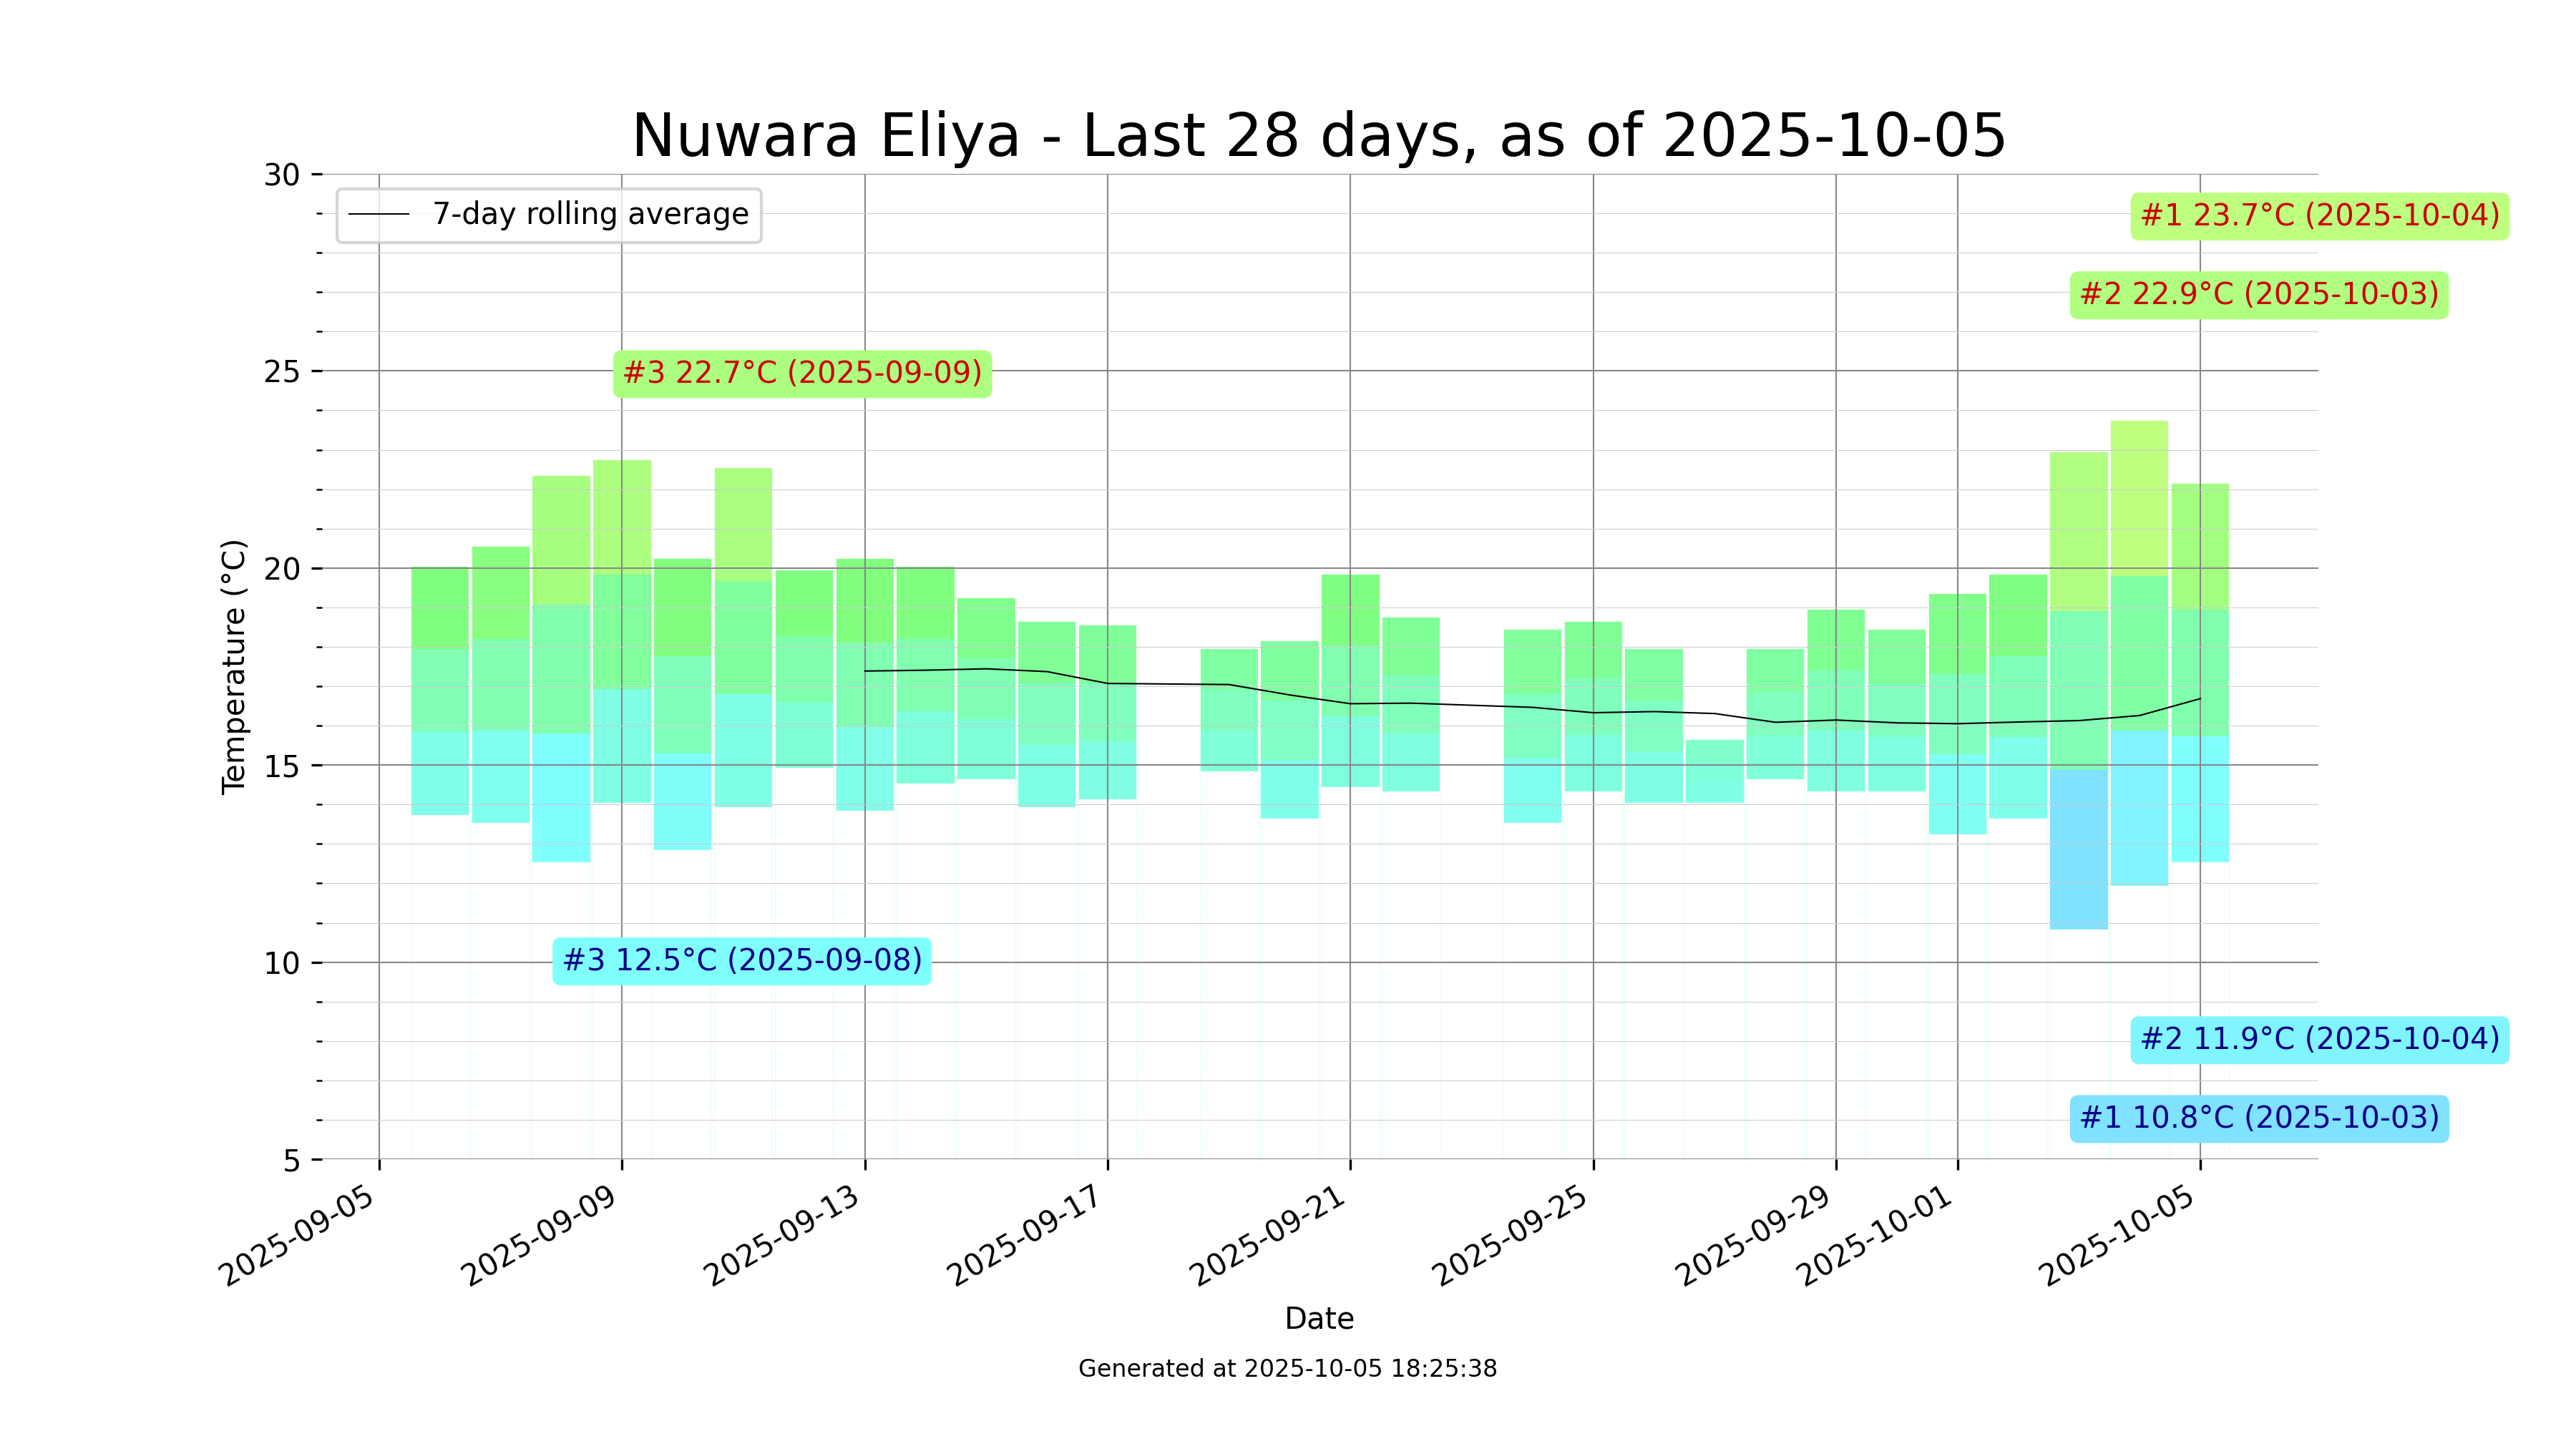 Nuwara Eliya - Last 28 days, as of 2025-10-05
7-day rolling average
#1 23.7°C (2025-10-04)
#2 22.9°C (2025-10-03)
#3 22.7°C (2025-09-09)
#3 12.5°C (2025-09-08)
#2 11.9°C (2025-10-04)
#1 10.8°C (2025-10-03)
Temperature (°C)
30
25
20
15
10
5
2025-09-05
2025-09-09
2025-09-13
2025-09-17
2025-09-21
2025-09-25
2025-09-29
2025-10-01
2025-10-05
Date
Generated at 2025-10-05 18:25:38